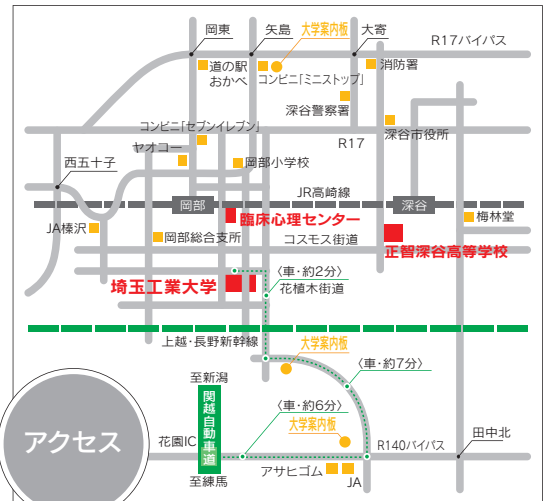 岡東
矢島
大学案内板
大寄
R17バイパス
道の駅
おかべ
コンビニ「ミニストップ」
消防署
深谷警察署
コンビニ「セブンイレブン」
ヤオコー
R17
深谷市役所
西五十子
岡部小学校
JR高崎線
岡部
深谷
臨床心理センター
梅林堂
JA榛沢
岡部総合支所
コスモス街道
正智深谷高等学校
〈車・約2分〉
埼玉工業大学
花植木街道
上越・長野新幹線
大学案内板
〈車・約7分〉
至新潟
関越自動車道
〈車・約6分〉
大学案内板
アクセス
花園IC
R140バイパス
田中北
アサヒゴム
JA
至練馬